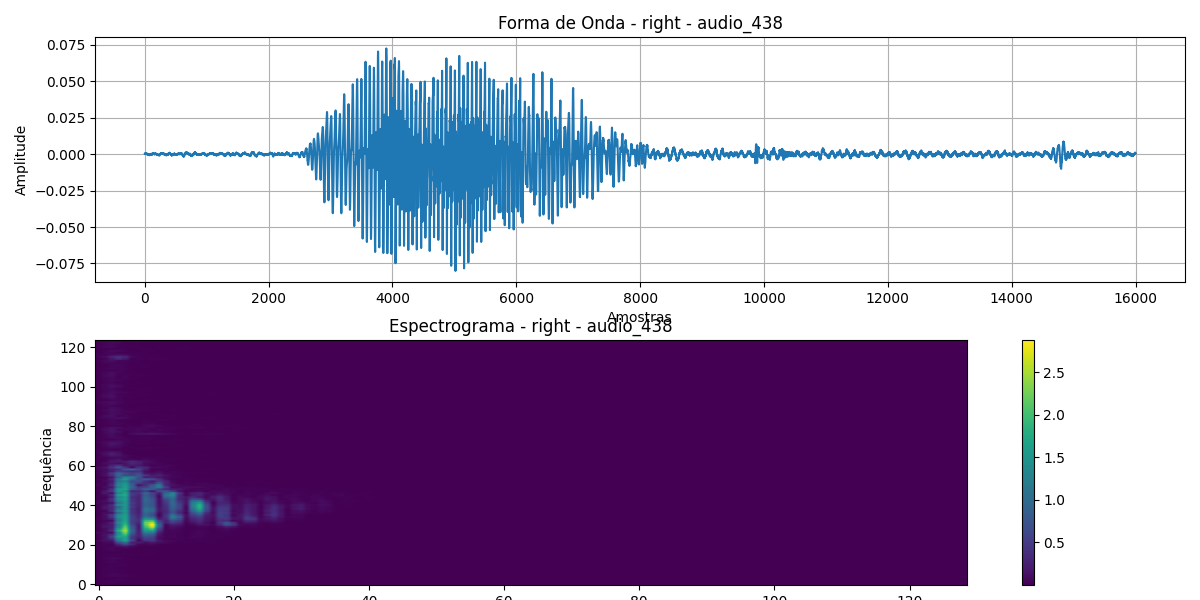 Forma de Onda - right - audio_438
0.075
0.050
0.025
0.000
−0.025
−0.050
−0.075
Amplitude
0 2000 4000 6000 8000 10000 12000 14000 16000
Amostras
Espectrograma - right - audio_438
120
100
80
60
40
20
0
Frequência
0 20 40 60 80 100 120
2.5
2.0
1.5
1.0
0.5